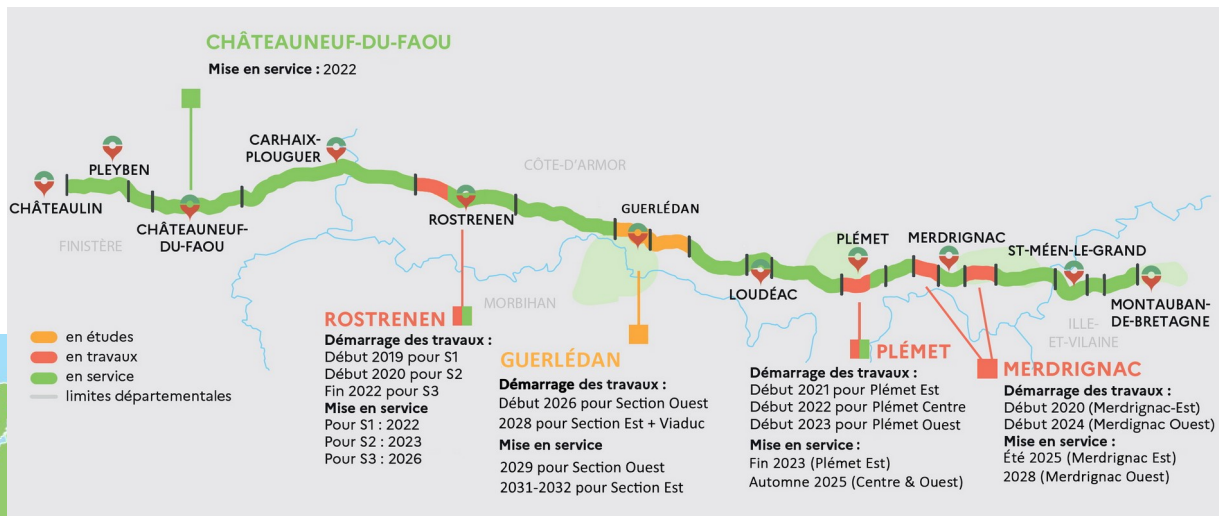 CHÂTEAUNEUF-DU-FAOU
Mise en service : 2022
CARHAIX-
PLOUGUER
PLEYBEN
CÔTE-D'ARMOR
CHÂTEAULIN
CHÂTEAUNEUF-
DU-FAOU
FINISTÈRE
ROSTRENEN
GUERLÉDAN
PLÉMET
MERDRIGNAC
ST-MÉEN-LE-GRAND
LOUDÉAC
MORBIHAN
MONTAUBAN-
DE-BRETAGNE
ILLE-
ET-VILAINE
en études
en travaux
en service
limites départementales
ROSTRENEN
Démarrage des travaux :
Début 2019 pour S1
Début 2020 pour S2
Fin 2022 pour S3
Mise en service
Pour S1 : 2022
Pour S2 : 2023
Pour S3 : 2026
GUERLÉDAN
Démarrage des travaux :
Début 2026 pour Section Ouest
2028 pour Section Est + Viaduc
Mise en service
2029 pour Section Ouest
2031-2032 pour Section Est
PLÉMET
Démarrage des travaux :
Début 2021 pour Plémet Est
Début 2022 pour Plémet Centre
Début 2023 pour Plémet Ouest
Mise en service :
Fin 2023 (Plémet Est)
Automne 2025 (Centre & Ouest)
MERDRIGNAC
Démarrage des travaux :
Début 2020 (Merdrignac-Est)
Début 2024 (Merdignac Ouest)
Mise en service :
Été 2025 (Merdrignac Est)
2028 (Merdrignac Ouest)